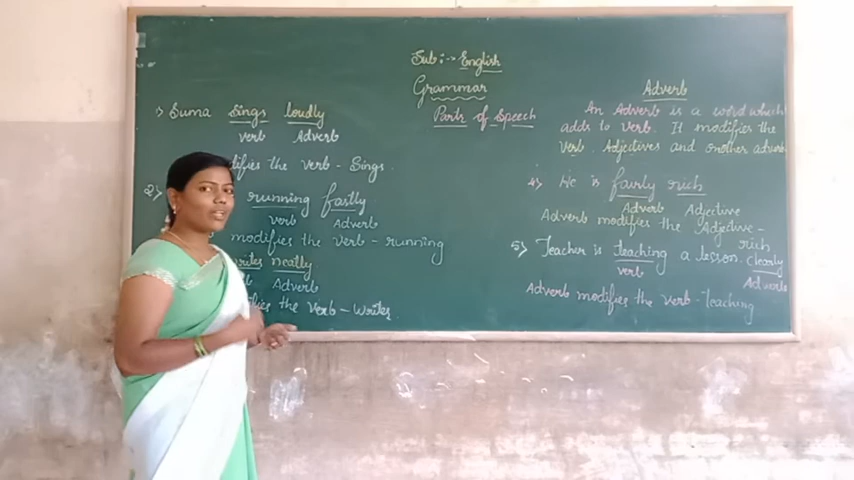 Sub:-> English
Grammar
Parts of Speech
1> Suma Sings loudly
verb Adverb
modifies the verb - Sings.
2>
running fastly
verb Adverb
modifies the verb - running
writes neatly
Adverb
the verb - Writes
Adverb
An Adverb is a word which
adds to verb. It modifies the
verb, Adjectives and another adverb
4> He is fairly rich
Adverb Adjective
Adverb modifies the Adjective -
rich
5> Teacher is teaching a lesson clearly
verb Adverb
Adverb modifies the verb - Teaching